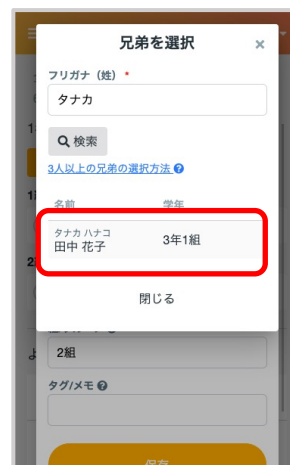 兄弟を選択 ×
フリガナ（姓） *
タナカ
検索
3人以上の兄弟の選択方法
名前 学年
タナカ ハナコ
田中 花子 3年1組
閉じる
2組
タグ/メモ
保存